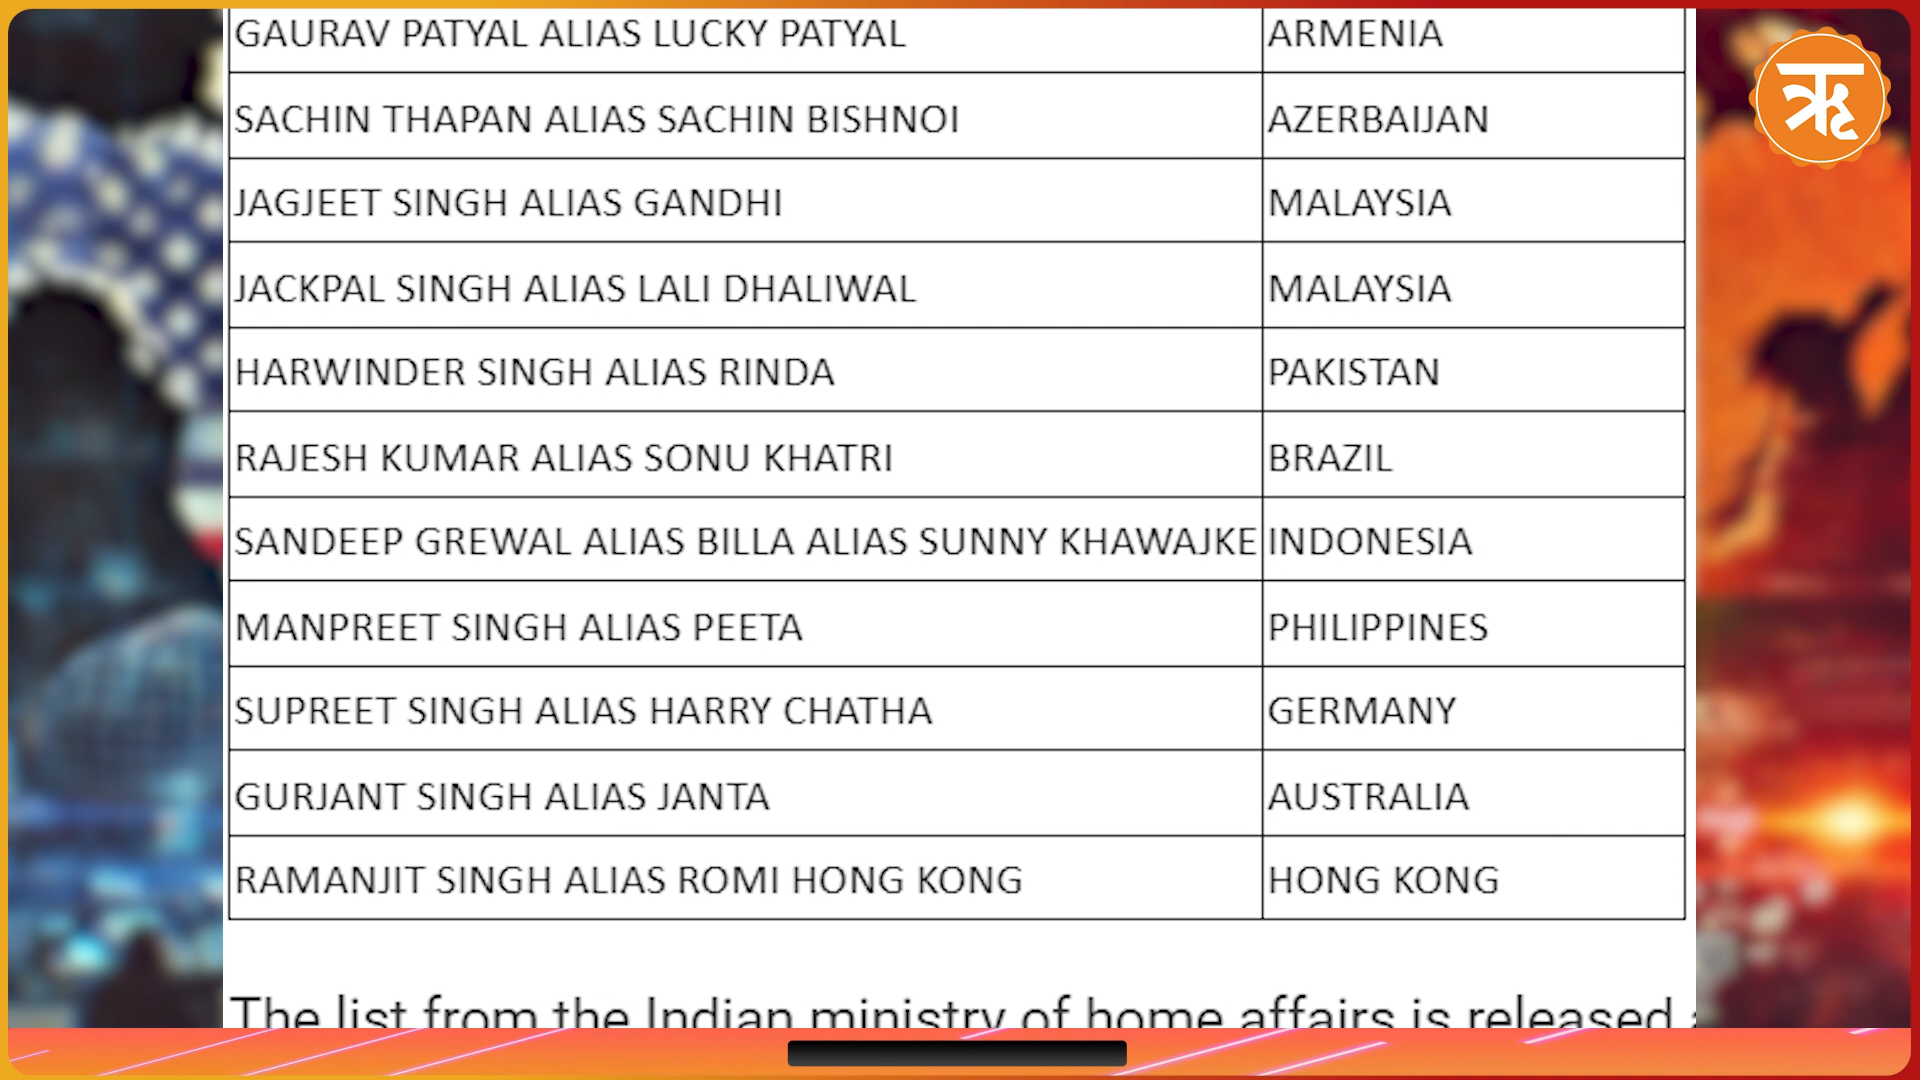 GAURAV PATYAL ALIAS LUCKY PATYAL ARMENIA
SACHIN THAPAN ALIAS SACHIN BISHNOI AZERBAIJAN
JAGJEET SINGH ALIAS GANDHI MALAYSIA
JACKPAL SINGH ALIAS LALI DHALIWAL MALAYSIA
HARWINDER SINGH ALIAS RINDA PAKISTAN
RAJESH KUMAR ALIAS SONU KHATRI BRAZIL
SANDEEP GREWAL ALIAS BILLA ALIAS SUNNY KHAWAJKE INDONESIA
MANPREET SINGH ALIAS PEETA PHILIPPINES
SUPREET SINGH ALIAS HARRY CHATHA GERMANY
GURJANT SINGH ALIAS JANTA AUSTRALIA
RAMANJIT SINGH ALIAS ROMI HONG KONG HONG KONG
The list from the Indian ministry of home affairs is released
ऋ